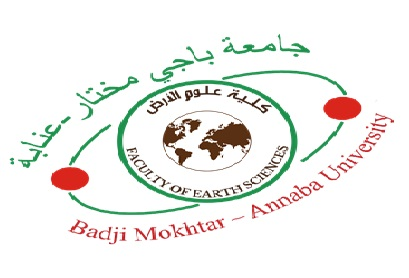 جامعة باجي مختار-عنابة
كلية علوم الأرض
FACULTY OF EARTH SCIENCES
Badji Mokhtar ~ Annaba University